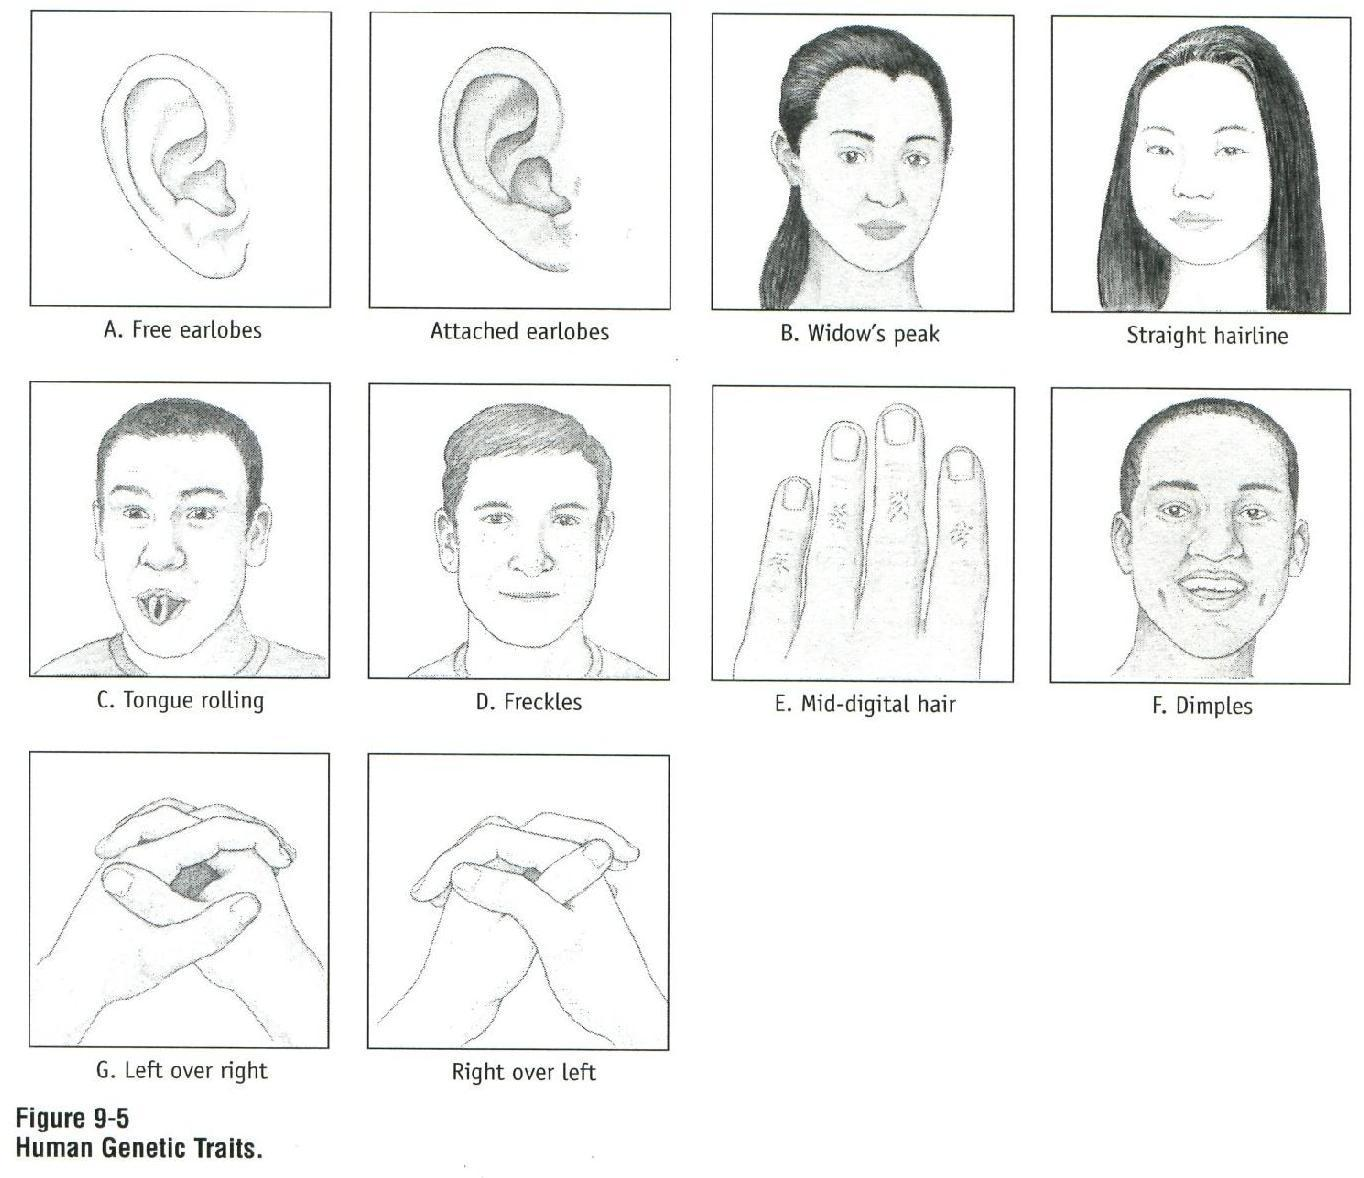 A. Free earlobes
Attached earlobes
B. Widow's peak
Straight hairline
C. Tongue rolling
D. Freckles
E. Mid-digital hair
F. Dimples
G. Left over right
Right over left
Figure 9-5
Human Genetic Traits.